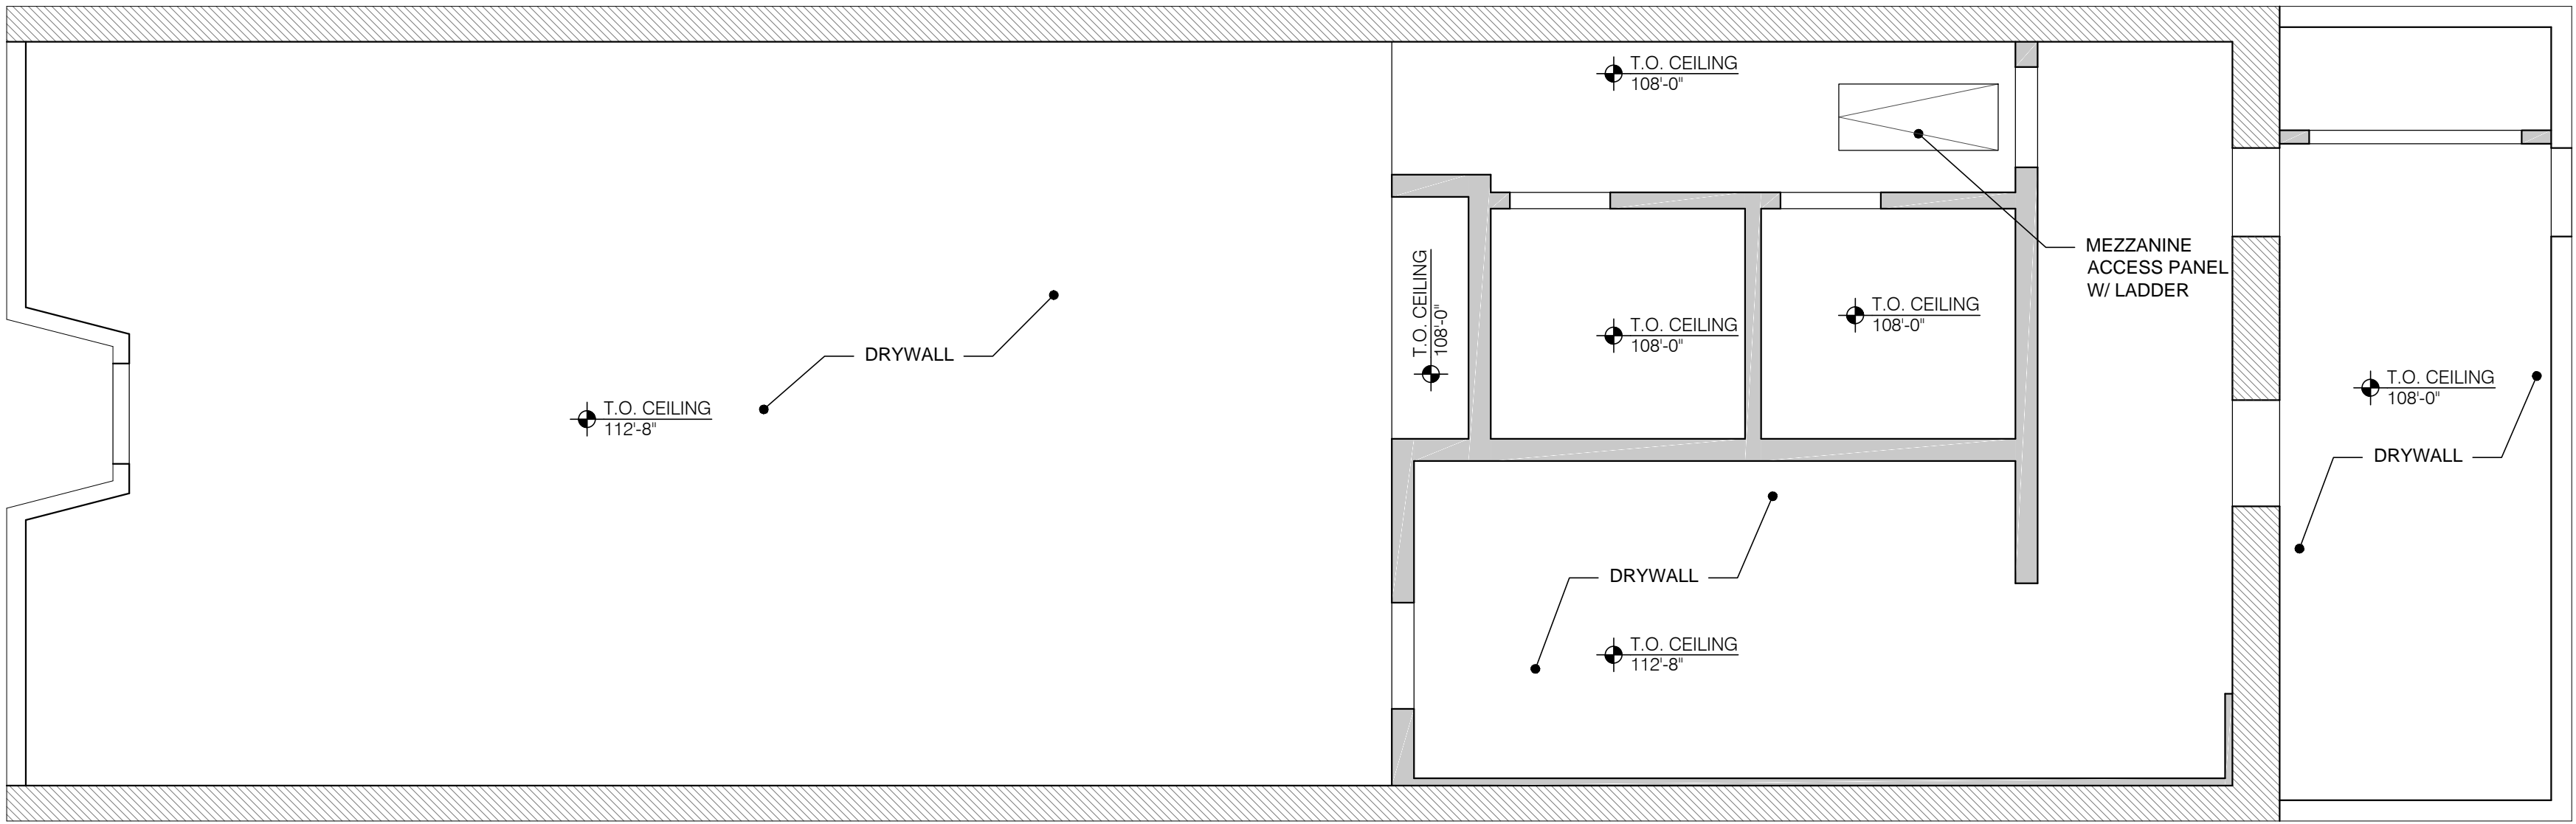 T.O. CEILING
108'-0"
MEZZANINE
ACCESS PANEL
W/ LADDER
T.O. CEILING
108'-0"
T.O. CEILING
108'-0"
T.O. CEILING
108'-0"
DRYWALL
T.O. CEILING
112'-8"
T.O. CEILING
108'-0"
DRYWALL
DRYWALL
T.O. CEILING
112'-8"